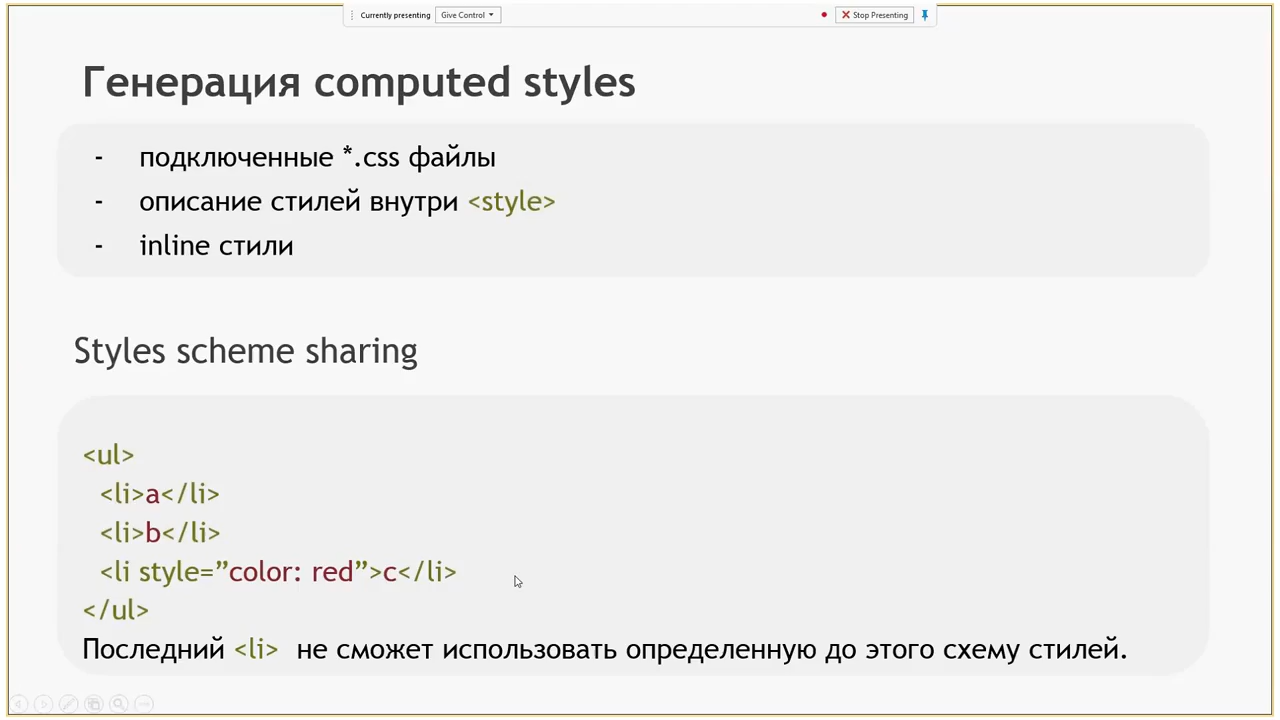 Currently presenting Give Control Stop Presenting
Генерация computed styles
- подключенные *.css файлы
- описание стилей внутри <style>
- inline стили
Styles scheme sharing
<ul>
<li>a</li>
<li>b</li>
<li style=”color: red”>c</li>
</ul>
Последний <li> не сможет использовать определенную до этого схему стилей.